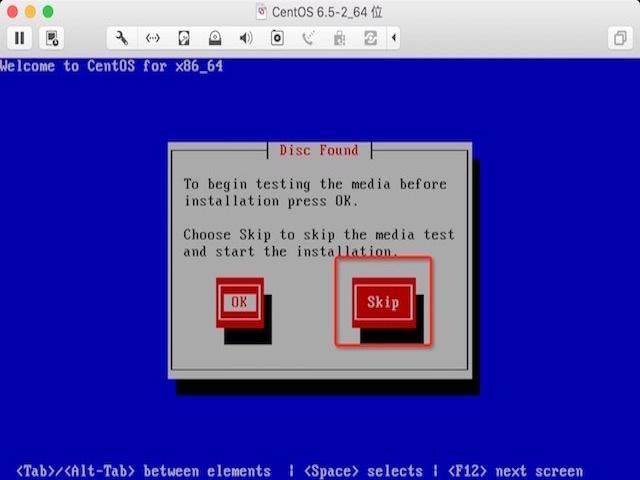 CentOS 6.5-2_64 位
Welcome to CentOS for x86_64
Disc Found
To begin testing the media before
installation press OK.
Choose Skip to skip the media test
and start the installation.
OK
Skip
<Tab>/<Alt-Tab> between elements | <Space> selects | <F12> next screen